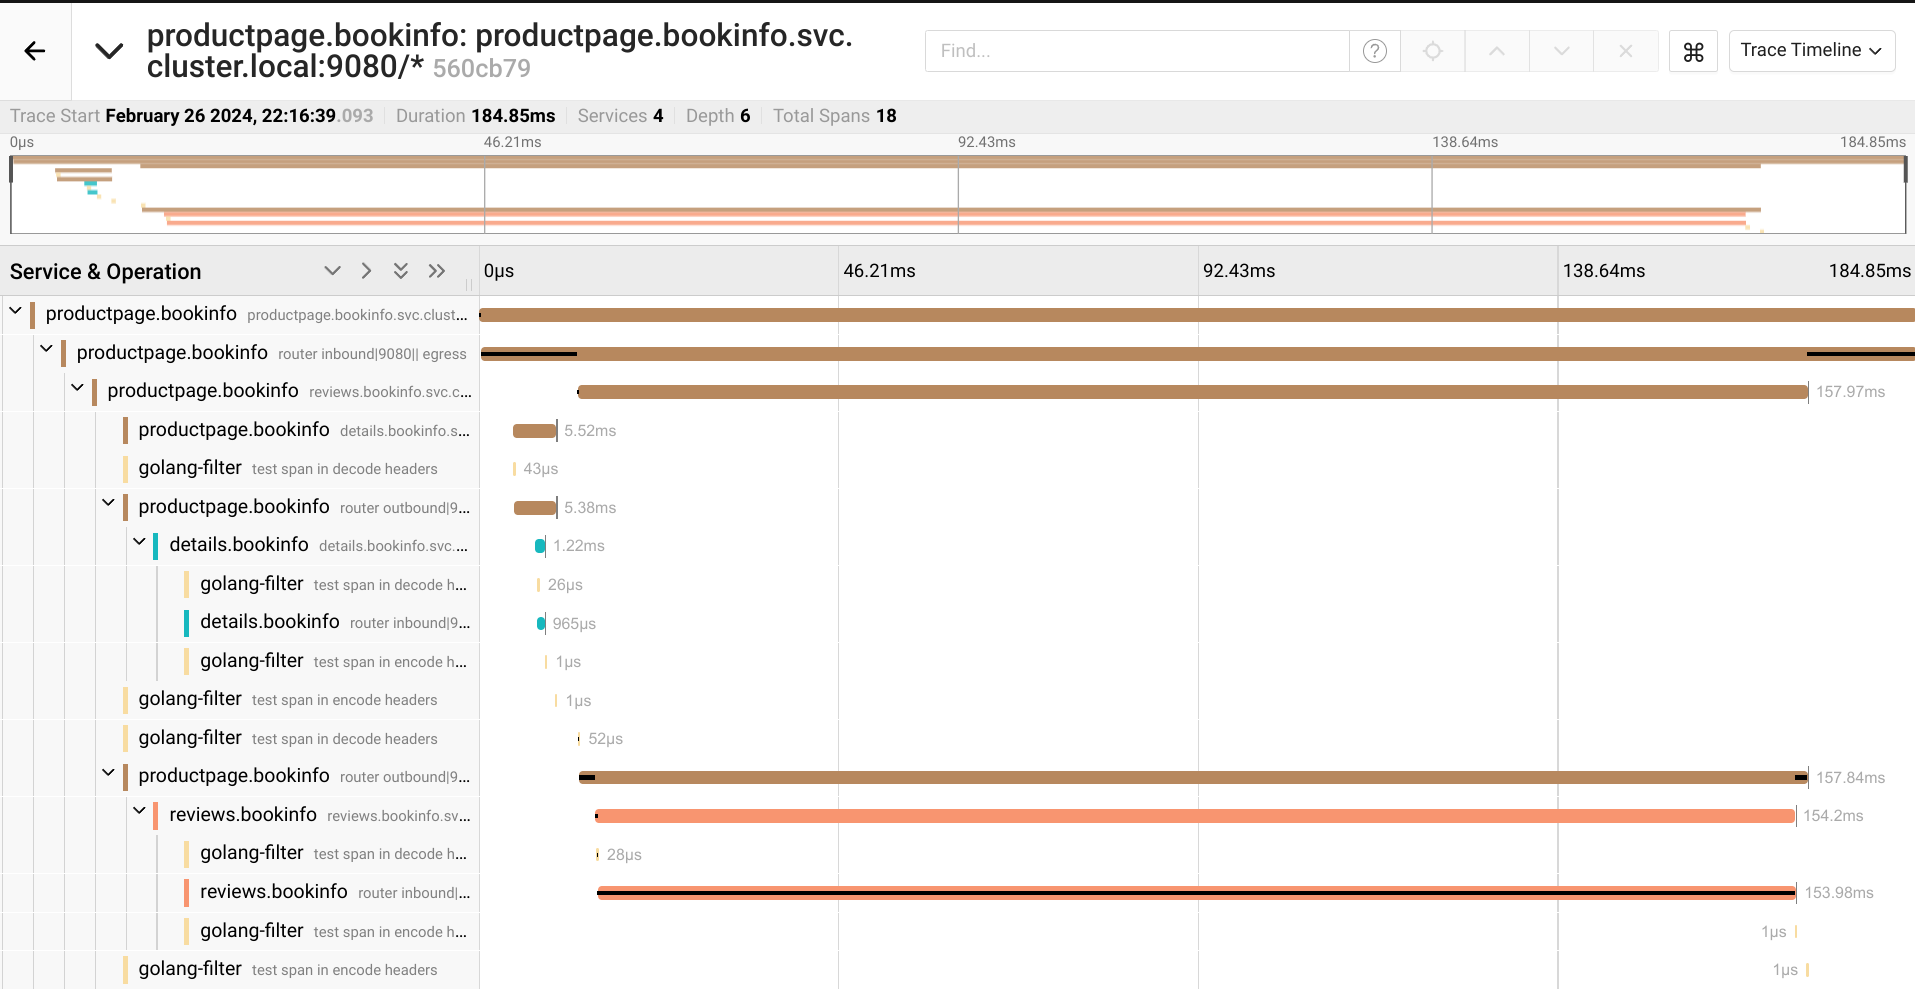 productpage.bookinfo: productpage.bookinfo.svc.
cluster.local:9080/* 560cb79
Find...
?
⌘
Trace Timeline
Trace Start February 26 2024, 22:16:39.093 Duration 184.85ms Services 4 Depth 6 Total Spans 18
0μs 46.21ms 92.43ms 138.64ms 184.85ms
Service & Operation 0μs 46.21ms 92.43ms 138.64ms 184.85ms
productpage.bookinfo productpage.bookinfo.svc.clust...
productpage.bookinfo router inbound|9080|| egress
productpage.bookinfo reviews.bookinfo.svc.c... 157.97ms
productpage.bookinfo details.bookinfo.s... 5.52ms
golang-filter test span in decode headers 43μs
productpage.bookinfo router outbound|9... 5.38ms
details.bookinfo details.bookinfo.svc.... 1.22ms
golang-filter test span in decode h... 26μs
details.bookinfo router inbound|9... 965μs
golang-filter test span in encode h... 1μs
golang-filter test span in encode headers 1μs
golang-filter test span in decode headers 52μs
productpage.bookinfo router outbound|9... 157.84ms
reviews.bookinfo reviews.bookinfo.sv... 154.2ms
golang-filter test span in decode h... 28μs
reviews.bookinfo router inbound|... 153.98ms
golang-filter test span in encode h... 1μs
golang-filter test span in encode headers 1μs